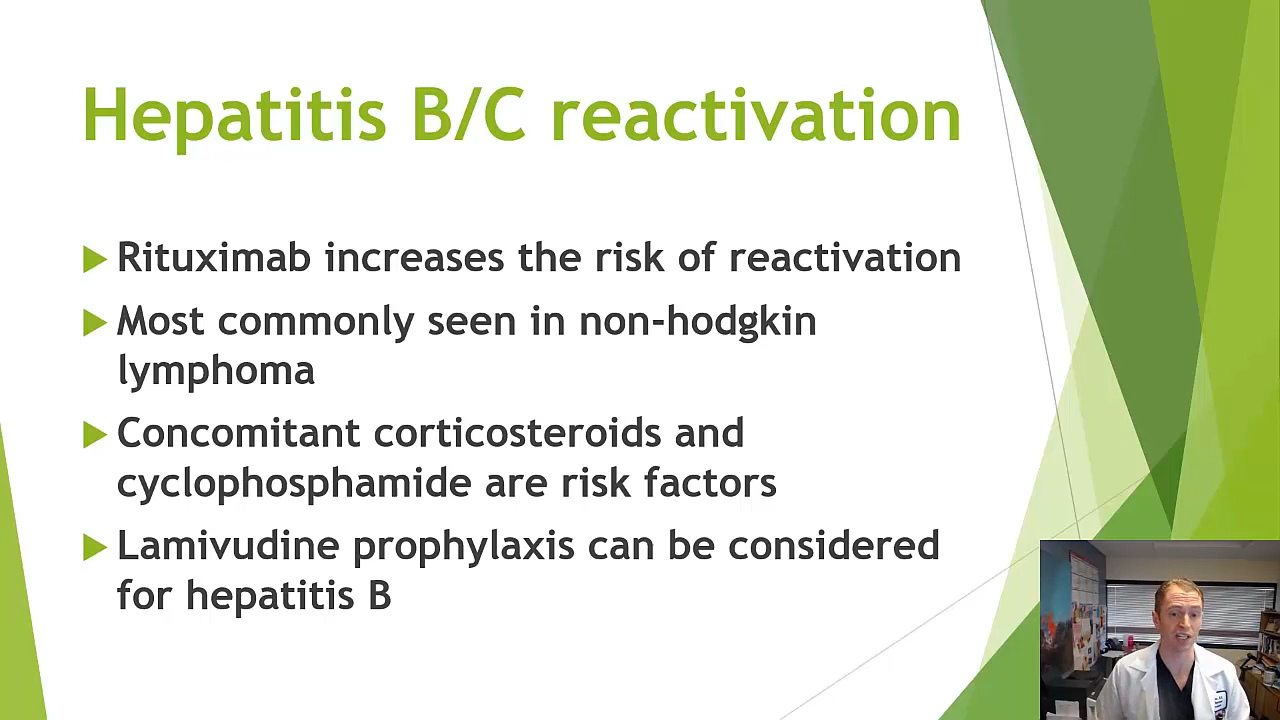 Hepatitis B/C reactivation
Rituximab increases the risk of reactivation
Most commonly seen in non-hodgkin
lymphoma
Concomitant corticosteroids and
cyclophosphamide are risk factors
Lamivudine prophylaxis can be considered
for hepatitis B